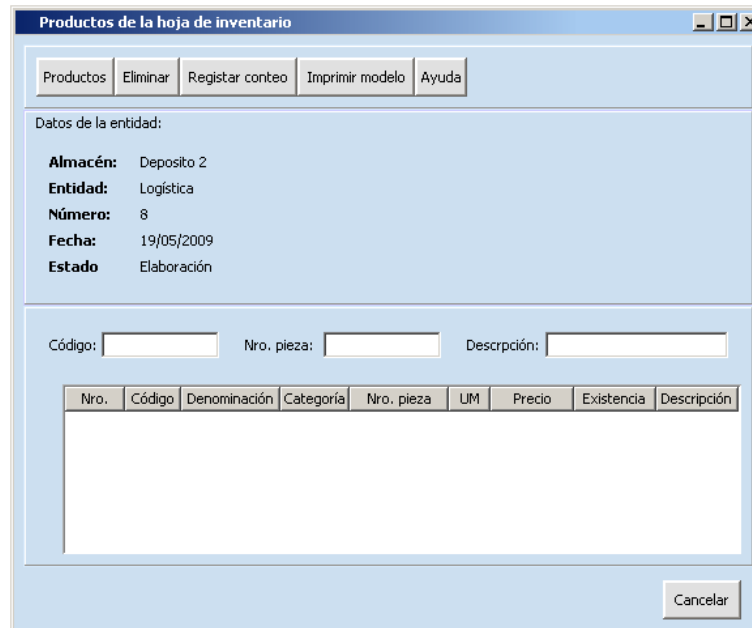 Productos de la hoja de inventario
Productos Eliminar Registar conteo Imprimir modelo Ayuda
Datos de la entidad:
Almacén: Deposito 2
Entidad: Logística
Número: 8
Fecha: 19/05/2009
Estado Elaboración
Código: Nro. pieza: Descrpción:
Nro. Código Denominación Categoría Nro. pieza UM Precio Existencia Descripción
Cancelar